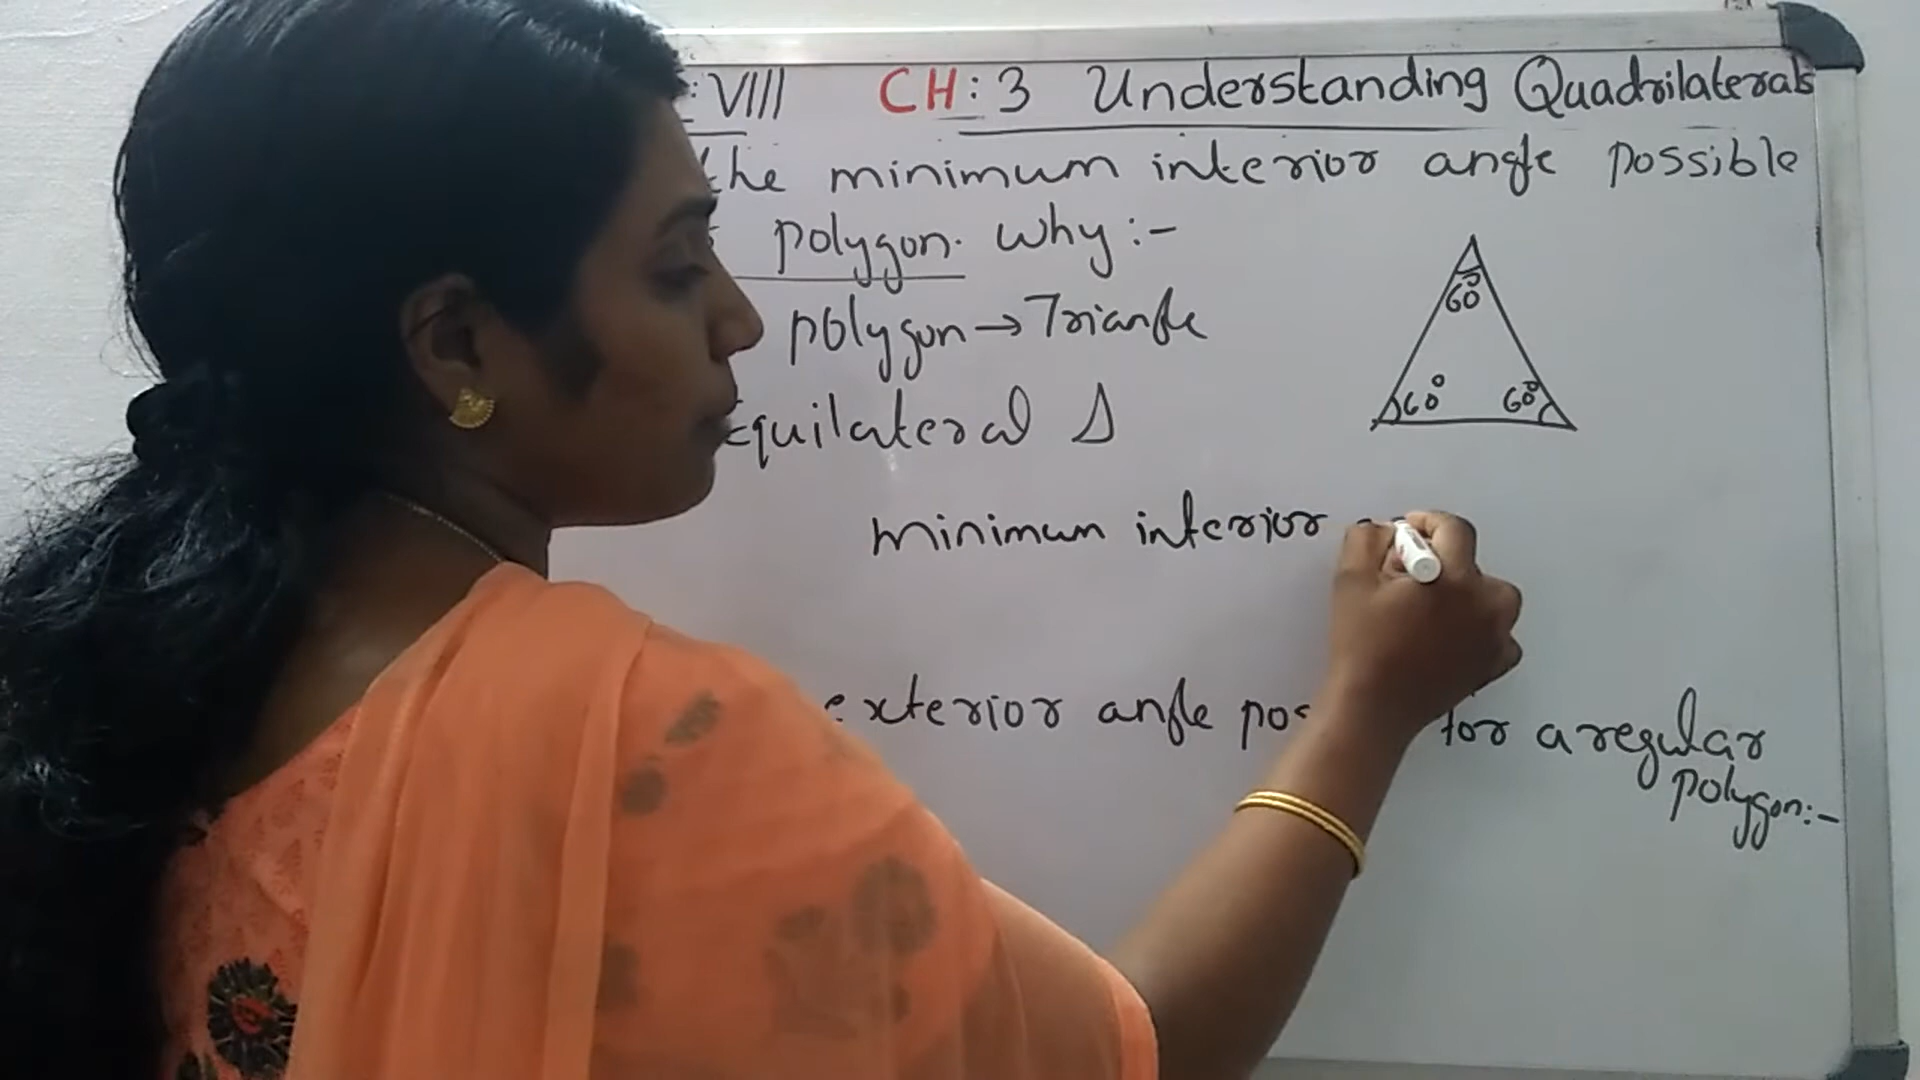 : VIII CH: 3 Understanding Quadrilaterals
the minimum interior angle possible
polygon. Why:-
polygon → Triangle
Equilateral Δ
60°
60° 60°
minimum interior
exterior angle pos for a regular
polygon:-